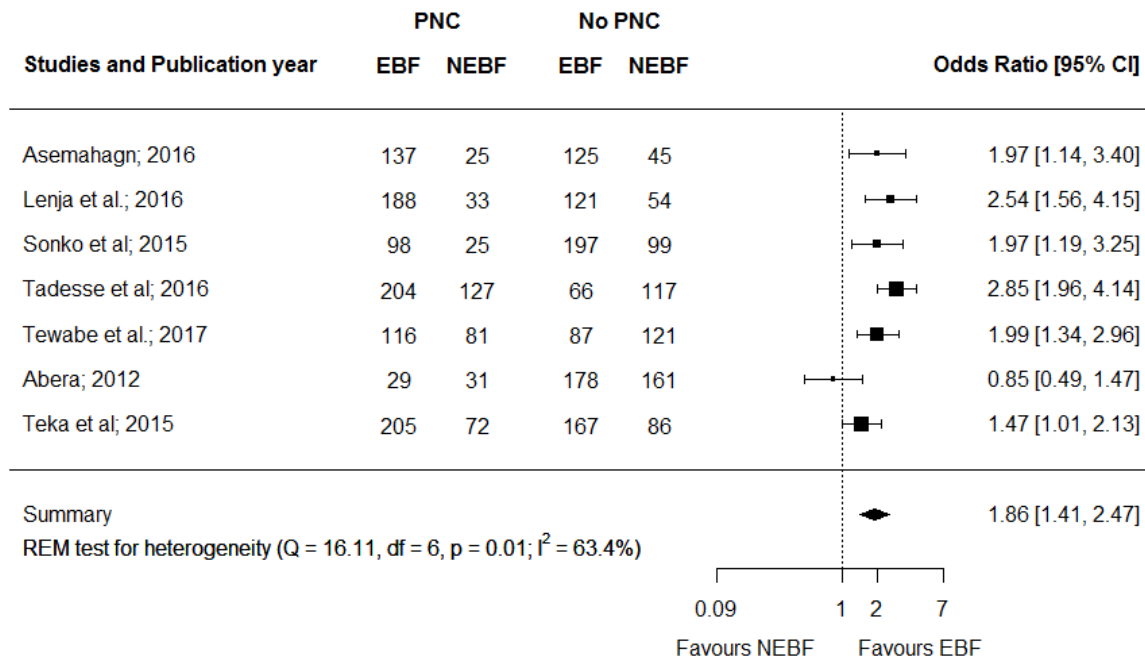 PNC No PNC
Studies and Publication year EBF NEBF EBF NEBF Odds Ratio [95% CI]
Asemahagn; 2016 137 25 125 45 1.97 [1.14, 3.40]
Lenja et al.; 2016 188 33 121 54 2.54 [1.56, 4.15]
Sonko et al; 2015 98 25 197 99 1.97 [1.19, 3.25]
Tadesse et al; 2016 204 127 66 117 2.85 [1.96, 4.14]
Tewabe et al.; 2017 116 81 87 121 1.99 [1.34, 2.96]
Abera; 2012 29 31 178 161 0.85 [0.49, 1.47]
Teka et al; 2015 205 72 167 86 1.47 [1.01, 2.13]
Summary 1.86 [1.41, 2.47]
REM test for heterogeneity (Q = 16.11, df = 6, p = 0.01; I² = 63.4%)
0.09 1 2 7
Favours NEBF Favours EBF